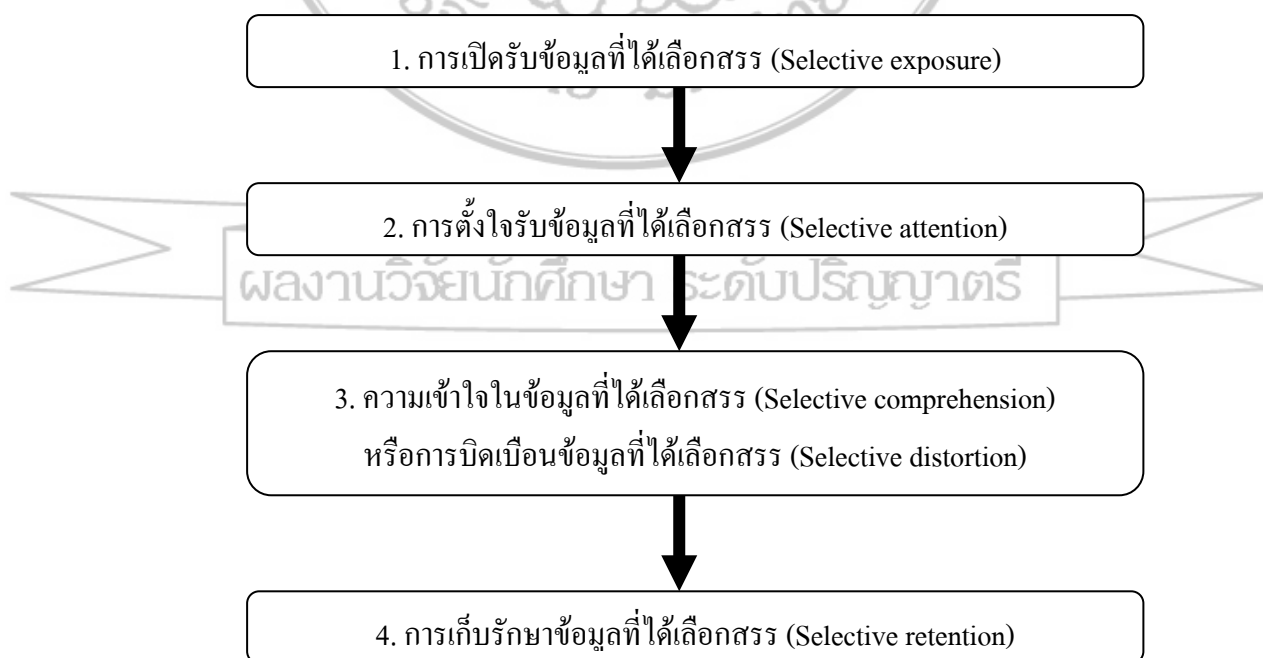 1. การเปิดรับข้อมูลที่ได้เลือกสรร (Selective exposure)
2. การตั้งใจรับข้อมูลที่ได้เลือกสรร (Selective attention)
ผลงานวิจัยนักศึกษา ระดับปริญญาตรี
3. ความเข้าใจในข้อมูลที่ได้เลือกสรร (Selective comprehension)
หรือการบิดเบือนข้อมูลที่ได้เลือกสรร (Selective distortion)
4. การเก็บรักษาข้อมูลที่ได้เลือกสรร (Selective retention)